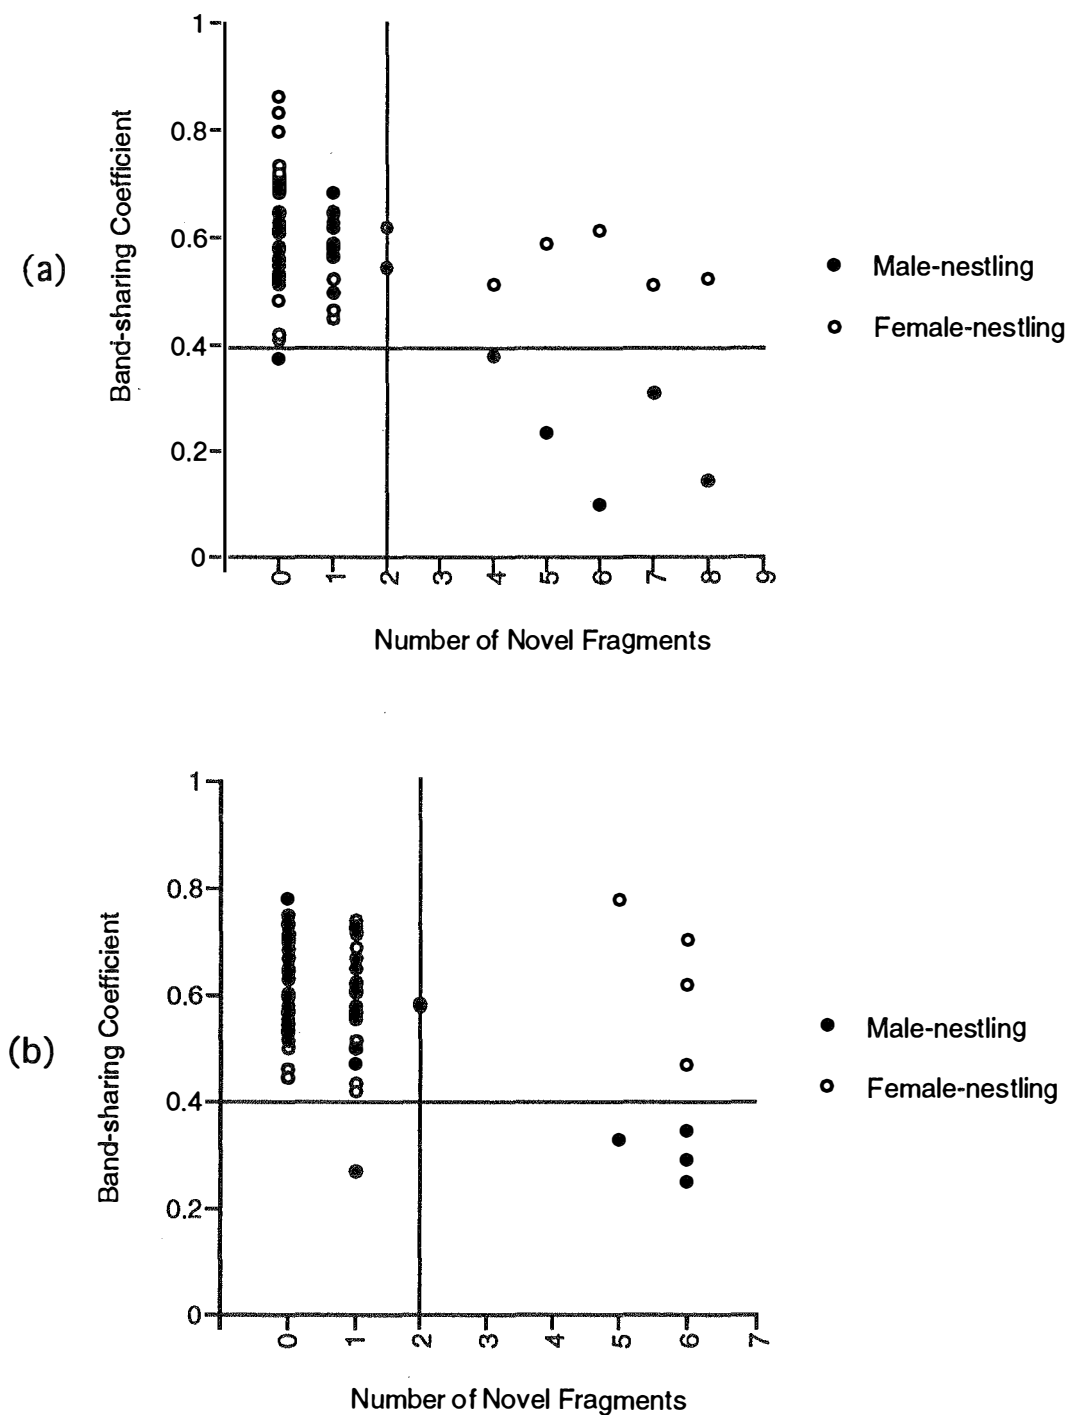 (a)
Band-sharing Coefficient
1
0.8
0.6
0.4
0.2
0
0 1 2 3 4 5 6 7 8 9
Number of Novel Fragments
Male-nestling
Female-nestling
(b)
Band-sharing Coefficient
1
0.8
0.6
0.4
0.2
0
0 1 2 3 4 5 6 7
Number of Novel Fragments
Male-nestling
Female-nestling